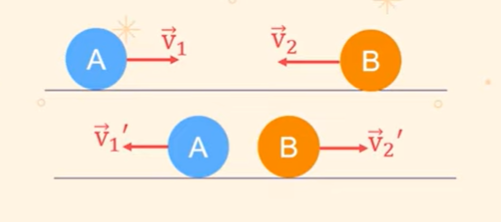 A v⃗₁ v⃗₂ B
v⃗₁′ A B v⃗₂′